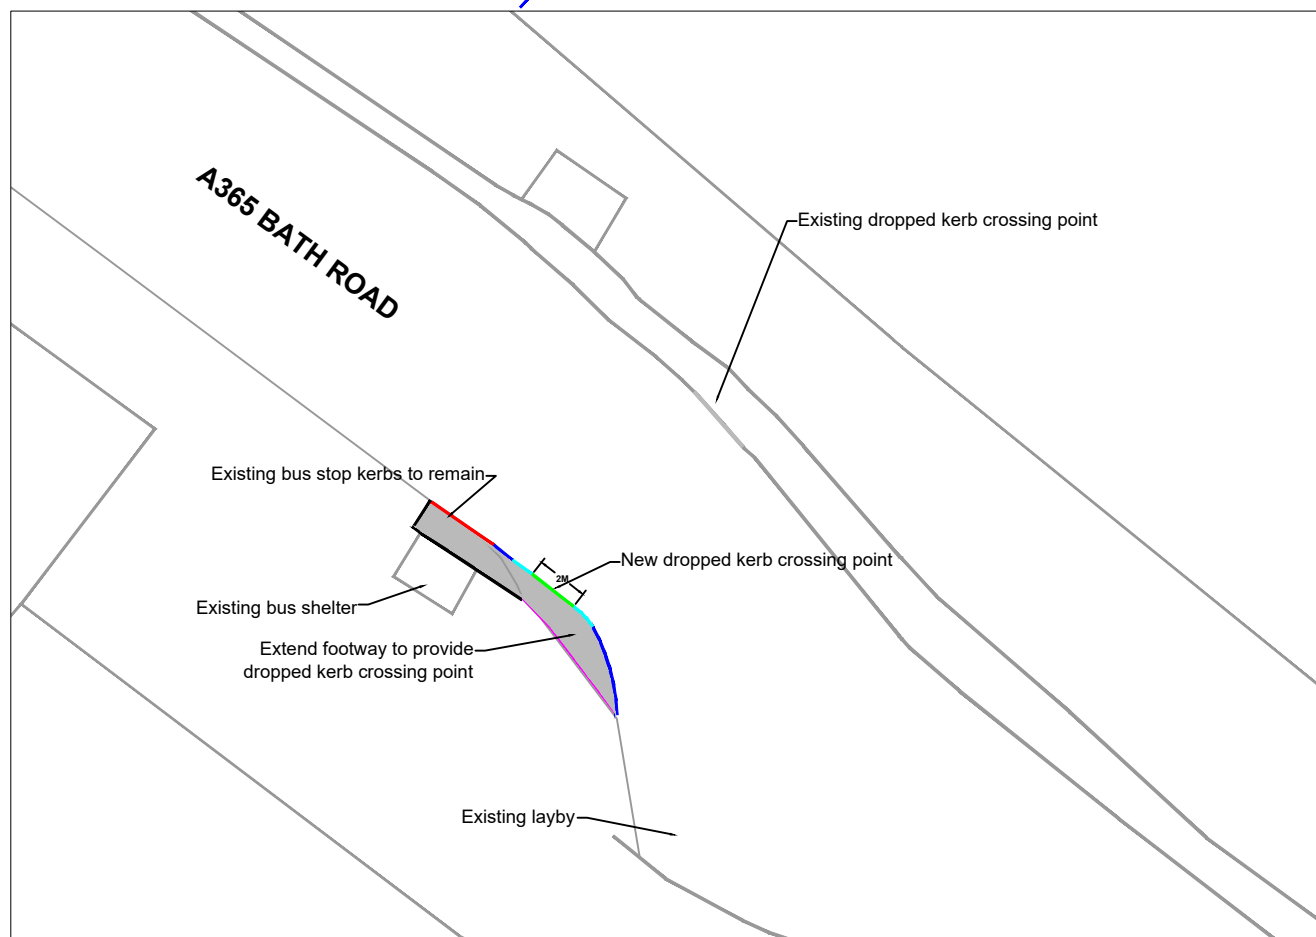 Existing dropped kerb crossing point
A365 BATH ROAD
Existing bus stop kerbs to remain
New dropped kerb crossing point
2M
Existing bus shelter
Extend footway to provide
dropped kerb crossing point
Existing layby